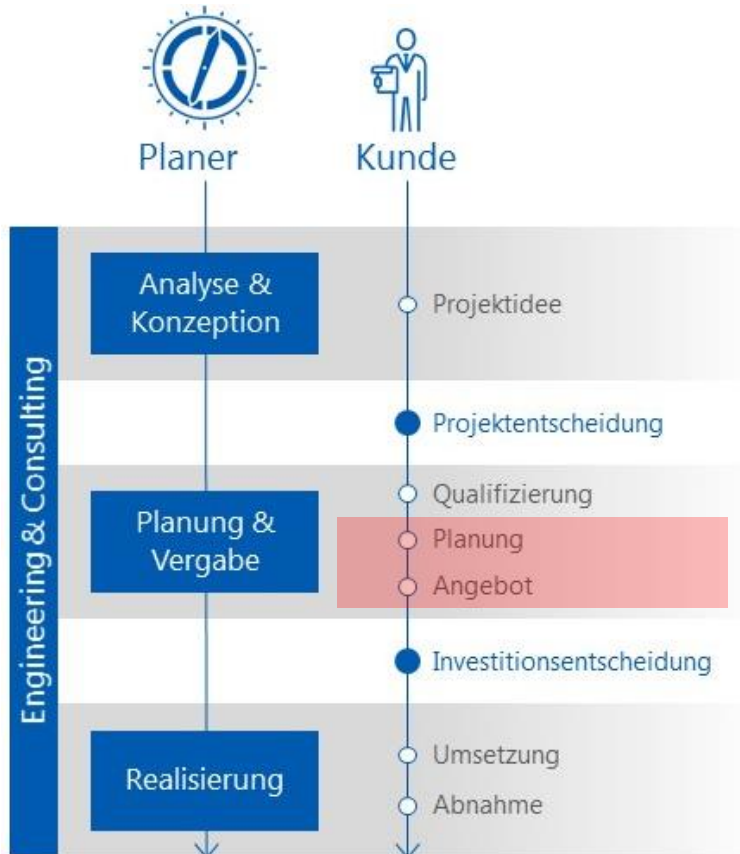 Planer
Kunde
Engineering & Consulting
Analyse &
Konzeption
Projektidee
Projektentscheidung
Planung &
Vergabe
Qualifizierung
Planung
Angebot
Investitionsentscheidung
Realisierung
Umsetzung
Abnahme